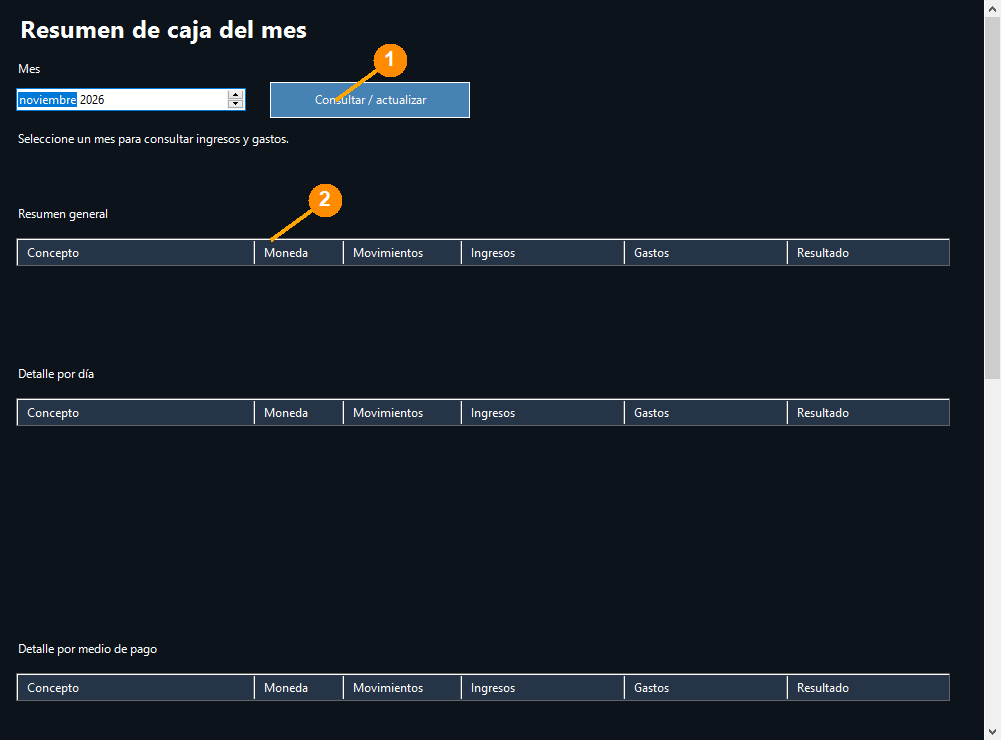 Resumen de caja del mes
1
Mes
noviembre 2026
Consultar / actualizar
Seleccione un mes para consultar ingresos y gastos.
2
Resumen general
Concepto Moneda Movimientos Ingresos Gastos Resultado
Detalle por día
Concepto Moneda Movimientos Ingresos Gastos Resultado
Detalle por medio de pago
Concepto Moneda Movimientos Ingresos Gastos Resultado